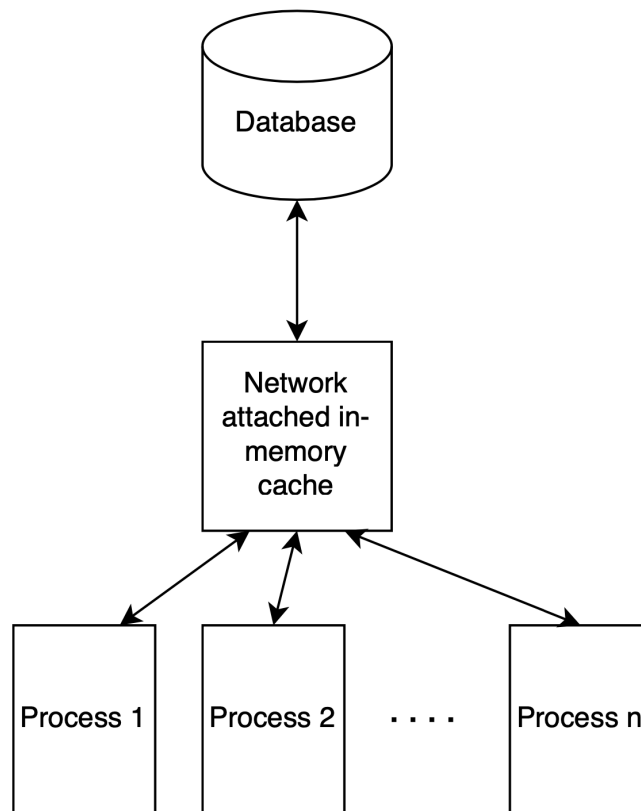 Database
Network
attached in-
memory
cache
Process 1
Process 2
. . . .
Process n